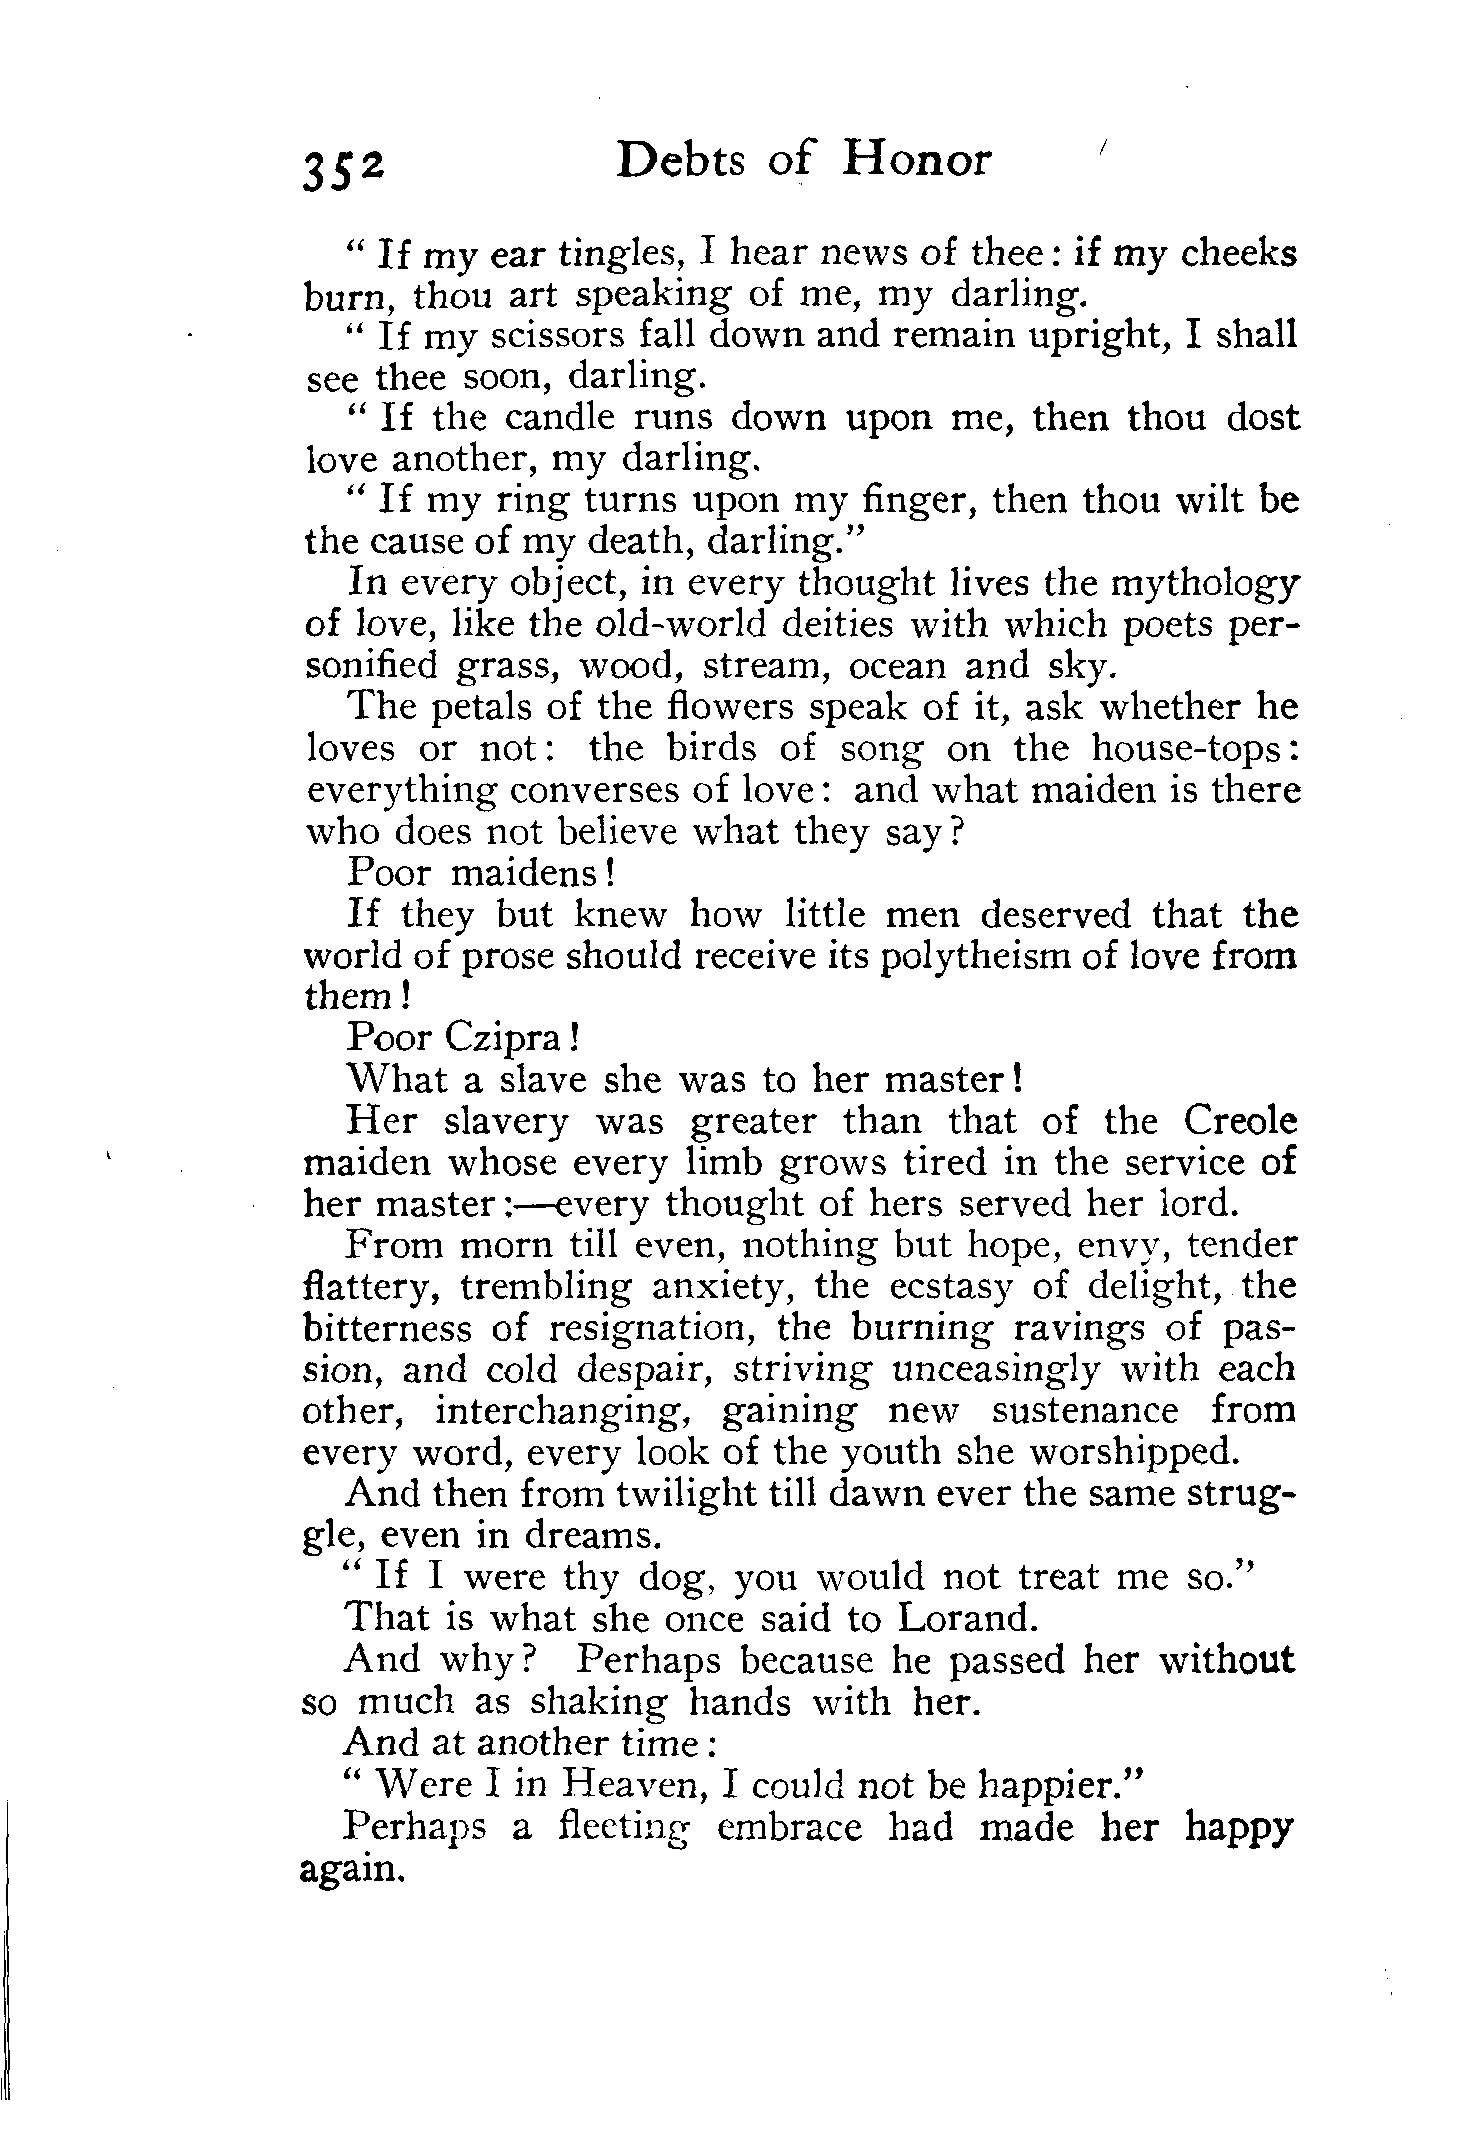 352 Debts of Honor
" If my ear tingles, I hear news of thee: if my cheeks
burn, thou art speaking of me, my darling.
" If my scissors fall down and remain upright, I shall
see thee soon, darling.
" If the candle runs down upon me, then thou dost
love another, my darling.
" If my ring turns upon my finger, then thou wilt be
the cause of my death, darling."
In every object, in every thought lives the mythology
of love, like the old-world deities with which poets per-
sonified grass, wood, stream, ocean and sky.
The petals of the flowers speak of it, ask whether he
loves or not: the birds of song on the house-tops:
everything converses of love: and what maiden is there
who does not believe what they say?
Poor maidens!
If they but knew how little men deserved that the
world of prose should receive its polytheism of love from
them!
Poor Czipra!
What a slave she was to her master!
Her slavery was greater than that of the Creole
maiden whose every limb grows tired in the service of
her master:—every thought of hers served her lord.
From morn till even, nothing but hope, envy, tender
flattery, trembling anxiety, the ecstasy of delight, the
bitterness of resignation, the burning ravings of pas-
sion, and cold despair, striving unceasingly with each
other, interchanging, gaining new sustenance from
every word, every look of the youth she worshipped.
And then from twilight till dawn ever the same strug-
gle, even in dreams.
" If I were thy dog, you would not treat me so."
That is what she once said to Lorand.
And why? Perhaps because he passed her without
so much as shaking hands with her.
And at another time:
" Were I in Heaven, I could not be happier."
Perhaps a fleeting embrace had made her happy
again.